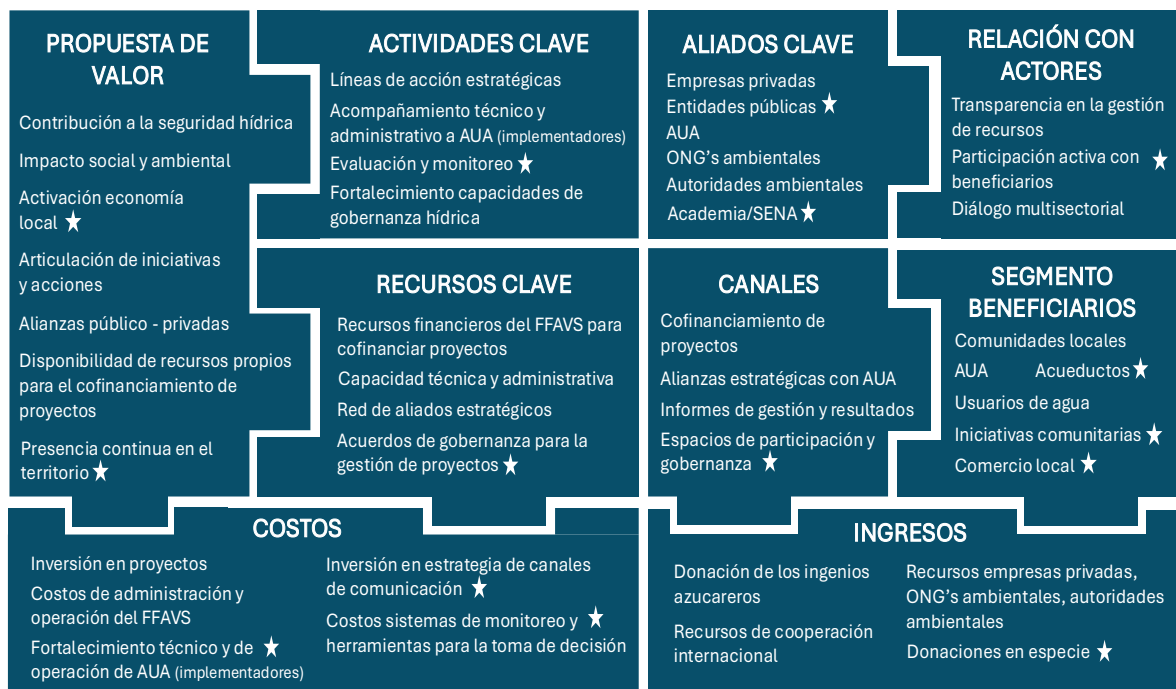 PROPUESTA DE
VALOR
Contribución a la seguridad hídrica
Impacto social y ambiental
Activación economía
local
Articulación de iniciativas
y acciones
Alianzas público - privadas
Disponibilidad de recursos propios
para el cofinanciamiento de
proyectos
Presencia continua en el
territorio
ACTIVIDADES CLAVE
Líneas de acción estratégicas
Acompañamiento técnico y
administrativo a AUA (implementadores)
Evaluación y monitoreo
Fortalecimiento capacidades de
gobernanza hídrica
ALIADOS CLAVE
Empresas privadas
Entidades públicas
AUA
ONG's ambientales
Autoridades ambientales
Academia/SENA
RELACIÓN CON
ACTORES
Transparencia en la gestión
de recursos
Participación activa con
beneficiarios
Diálogo multisectorial
RECURSOS CLAVE
Recursos financieros del FFAVS para
cofinanciar proyectos
Capacidad técnica y administrativa
Red de aliados estratégicos
Acuerdos de gobernanza para la
gestión de proyectos
CANALES
Cofinanciamiento de
proyectos
Alianzas estratégicas con AUA
Informes de gestión y resultados
Espacios de participación y
gobernanza
SEGMENTO
BENEFICIARIOS
Comunidades locales
AUA Acueductos
Usuarios de agua
Iniciativas comunitarias
Comercio local
COSTOS
Inversión en proyectos
Costos de administración y
operación del FFAVS
Fortalecimiento técnico y de
operación de AUA (implementadores)
Inversión en estrategia de canales
de comunicación
Costos sistemas de monitoreo y
herramientas para la toma de decisión
INGRESOS
Donación de los ingenios
azucareros
Recursos de cooperación
internacional
Recursos empresas privadas,
ONG's ambientales, autoridades
ambientales
Donaciones en especie